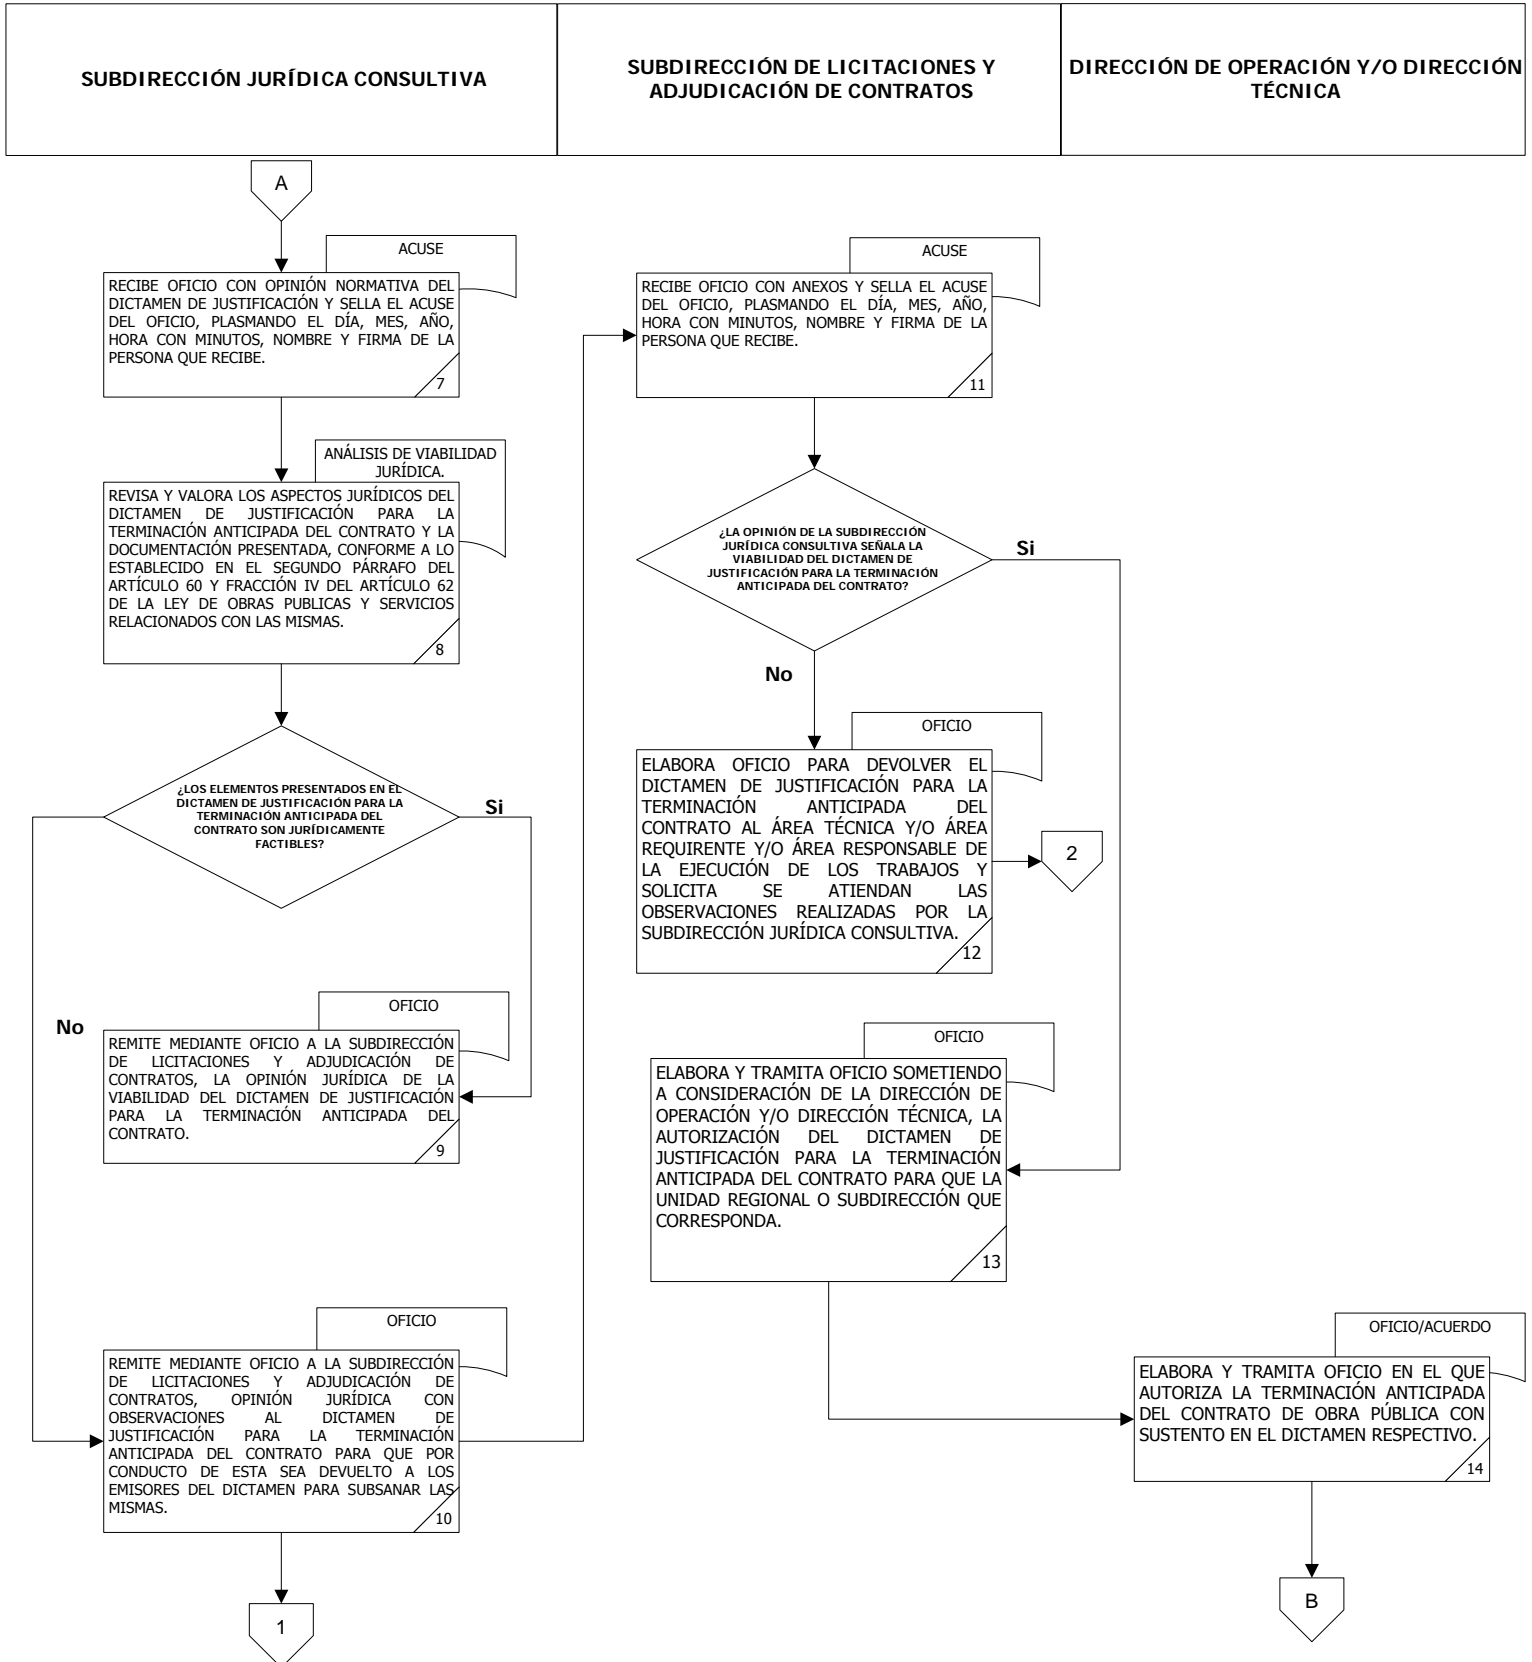 SUBDIRECCIÓN JURÍDICA CONSULTIVA
SUBDIRECCIÓN DE LICITACIONES Y
ADJUDICACIÓN DE CONTRATOS
DIRECCIÓN DE OPERACIÓN Y/O DIRECCIÓN
TÉCNICA
A
ACUSE
RECIBE OFICIO CON OPINIÓN NORMATIVA DEL
DICTAMEN DE JUSTIFICACIÓN Y SELLA EL ACUSE
DEL OFICIO, PLASMANDO EL DÍA, MES, AÑO,
HORA CON MINUTOS, NOMBRE Y FIRMA DE LA
PERSONA QUE RECIBE.
7
ANÁLISIS DE VIABILIDAD
JURÍDICA.
REVISA Y VALORA LOS ASPECTOS JURÍDICOS DEL
DICTAMEN DE JUSTIFICACIÓN PARA LA
TERMINACIÓN ANTICIPADA DEL CONTRATO Y LA
DOCUMENTACIÓN PRESENTADA, CONFORME A LO
ESTABLECIDO EN EL SEGUNDO PÁRRAFO DEL
ARTÍCULO 60 Y FRACCIÓN IV DEL ARTÍCULO 62
DE LA LEY DE OBRAS PUBLICAS Y SERVICIOS
RELACIONADOS CON LAS MISMAS.
8
¿LOS ELEMENTOS PRESENTADOS EN EL
DICTAMEN DE JUSTIFICACIÓN PARA LA
TERMINACIÓN ANTICIPADA DEL
CONTRATO SON JURÍDICAMENTE
FACTIBLES?
Si
No
OFICIO
REMITE MEDIANTE OFICIO A LA SUBDIRECCIÓN
DE LICITACIONES Y ADJUDICACIÓN DE
CONTRATOS, LA OPINIÓN JURÍDICA DE LA
VIABILIDAD DEL DICTAMEN DE JUSTIFICACIÓN
PARA LA TERMINACIÓN ANTICIPADA DEL
CONTRATO.
9
OFICIO
REMITE MEDIANTE OFICIO A LA SUBDIRECCIÓN
DE LICITACIONES Y ADJUDICACIÓN DE
CONTRATOS, OPINIÓN JURÍDICA CON
OBSERVACIONES AL DICTAMEN DE
JUSTIFICACIÓN PARA LA TERMINACIÓN
ANTICIPADA DEL CONTRATO PARA QUE POR
CONDUCTO DE ESTA SEA DEVUELTO A LOS
EMISORES DEL DICTAMEN PARA SUBSANAR LAS
MISMAS.
10
1
ACUSE
RECIBE OFICIO CON ANEXOS Y SELLA EL ACUSE
DEL OFICIO, PLASMANDO EL DÍA, MES, AÑO,
HORA CON MINUTOS, NOMBRE Y FIRMA DE LA
PERSONA QUE RECIBE.
11
¿LA OPINIÓN DE LA SUBDIRECCIÓN
JURÍDICA CONSULTIVA SEÑALA LA
VIABILIDAD DEL DICTAMEN DE
JUSTIFICACIÓN PARA LA TERMINACIÓN
ANTICIPADA DEL CONTRATO?
Si
No
OFICIO
ELABORA OFICIO PARA DEVOLVER EL
DICTAMEN DE JUSTIFICACIÓN PARA LA
TERMINACIÓN ANTICIPADA DEL
CONTRATO AL ÁREA TÉCNICA Y/O ÁREA
REQUIRENTE Y/O ÁREA RESPONSABLE DE
LA EJECUCIÓN DE LOS TRABAJOS Y
SOLICITA SE ATIENDAN LAS
OBSERVACIONES REALIZADAS POR LA
SUBDIRECCIÓN JURÍDICA CONSULTIVA.
12
2
OFICIO
ELABORA Y TRAMITA OFICIO SOMETIENDO
A CONSIDERACIÓN DE LA DIRECCIÓN DE
OPERACIÓN Y/O DIRECCIÓN TÉCNICA, LA
AUTORIZACIÓN DEL DICTAMEN DE
JUSTIFICACIÓN PARA LA TERMINACIÓN
ANTICIPADA DEL CONTRATO PARA QUE LA
UNIDAD REGIONAL O SUBDIRECCIÓN QUE
CORRESPONDA.
13
OFICIO/ACUERDO
ELABORA Y TRAMITA OFICIO EN EL QUE
AUTORIZA LA TERMINACIÓN ANTICIPADA
DEL CONTRATO DE OBRA PÚBLICA CON
SUSTENTO EN EL DICTAMEN RESPECTIVO.
14
B